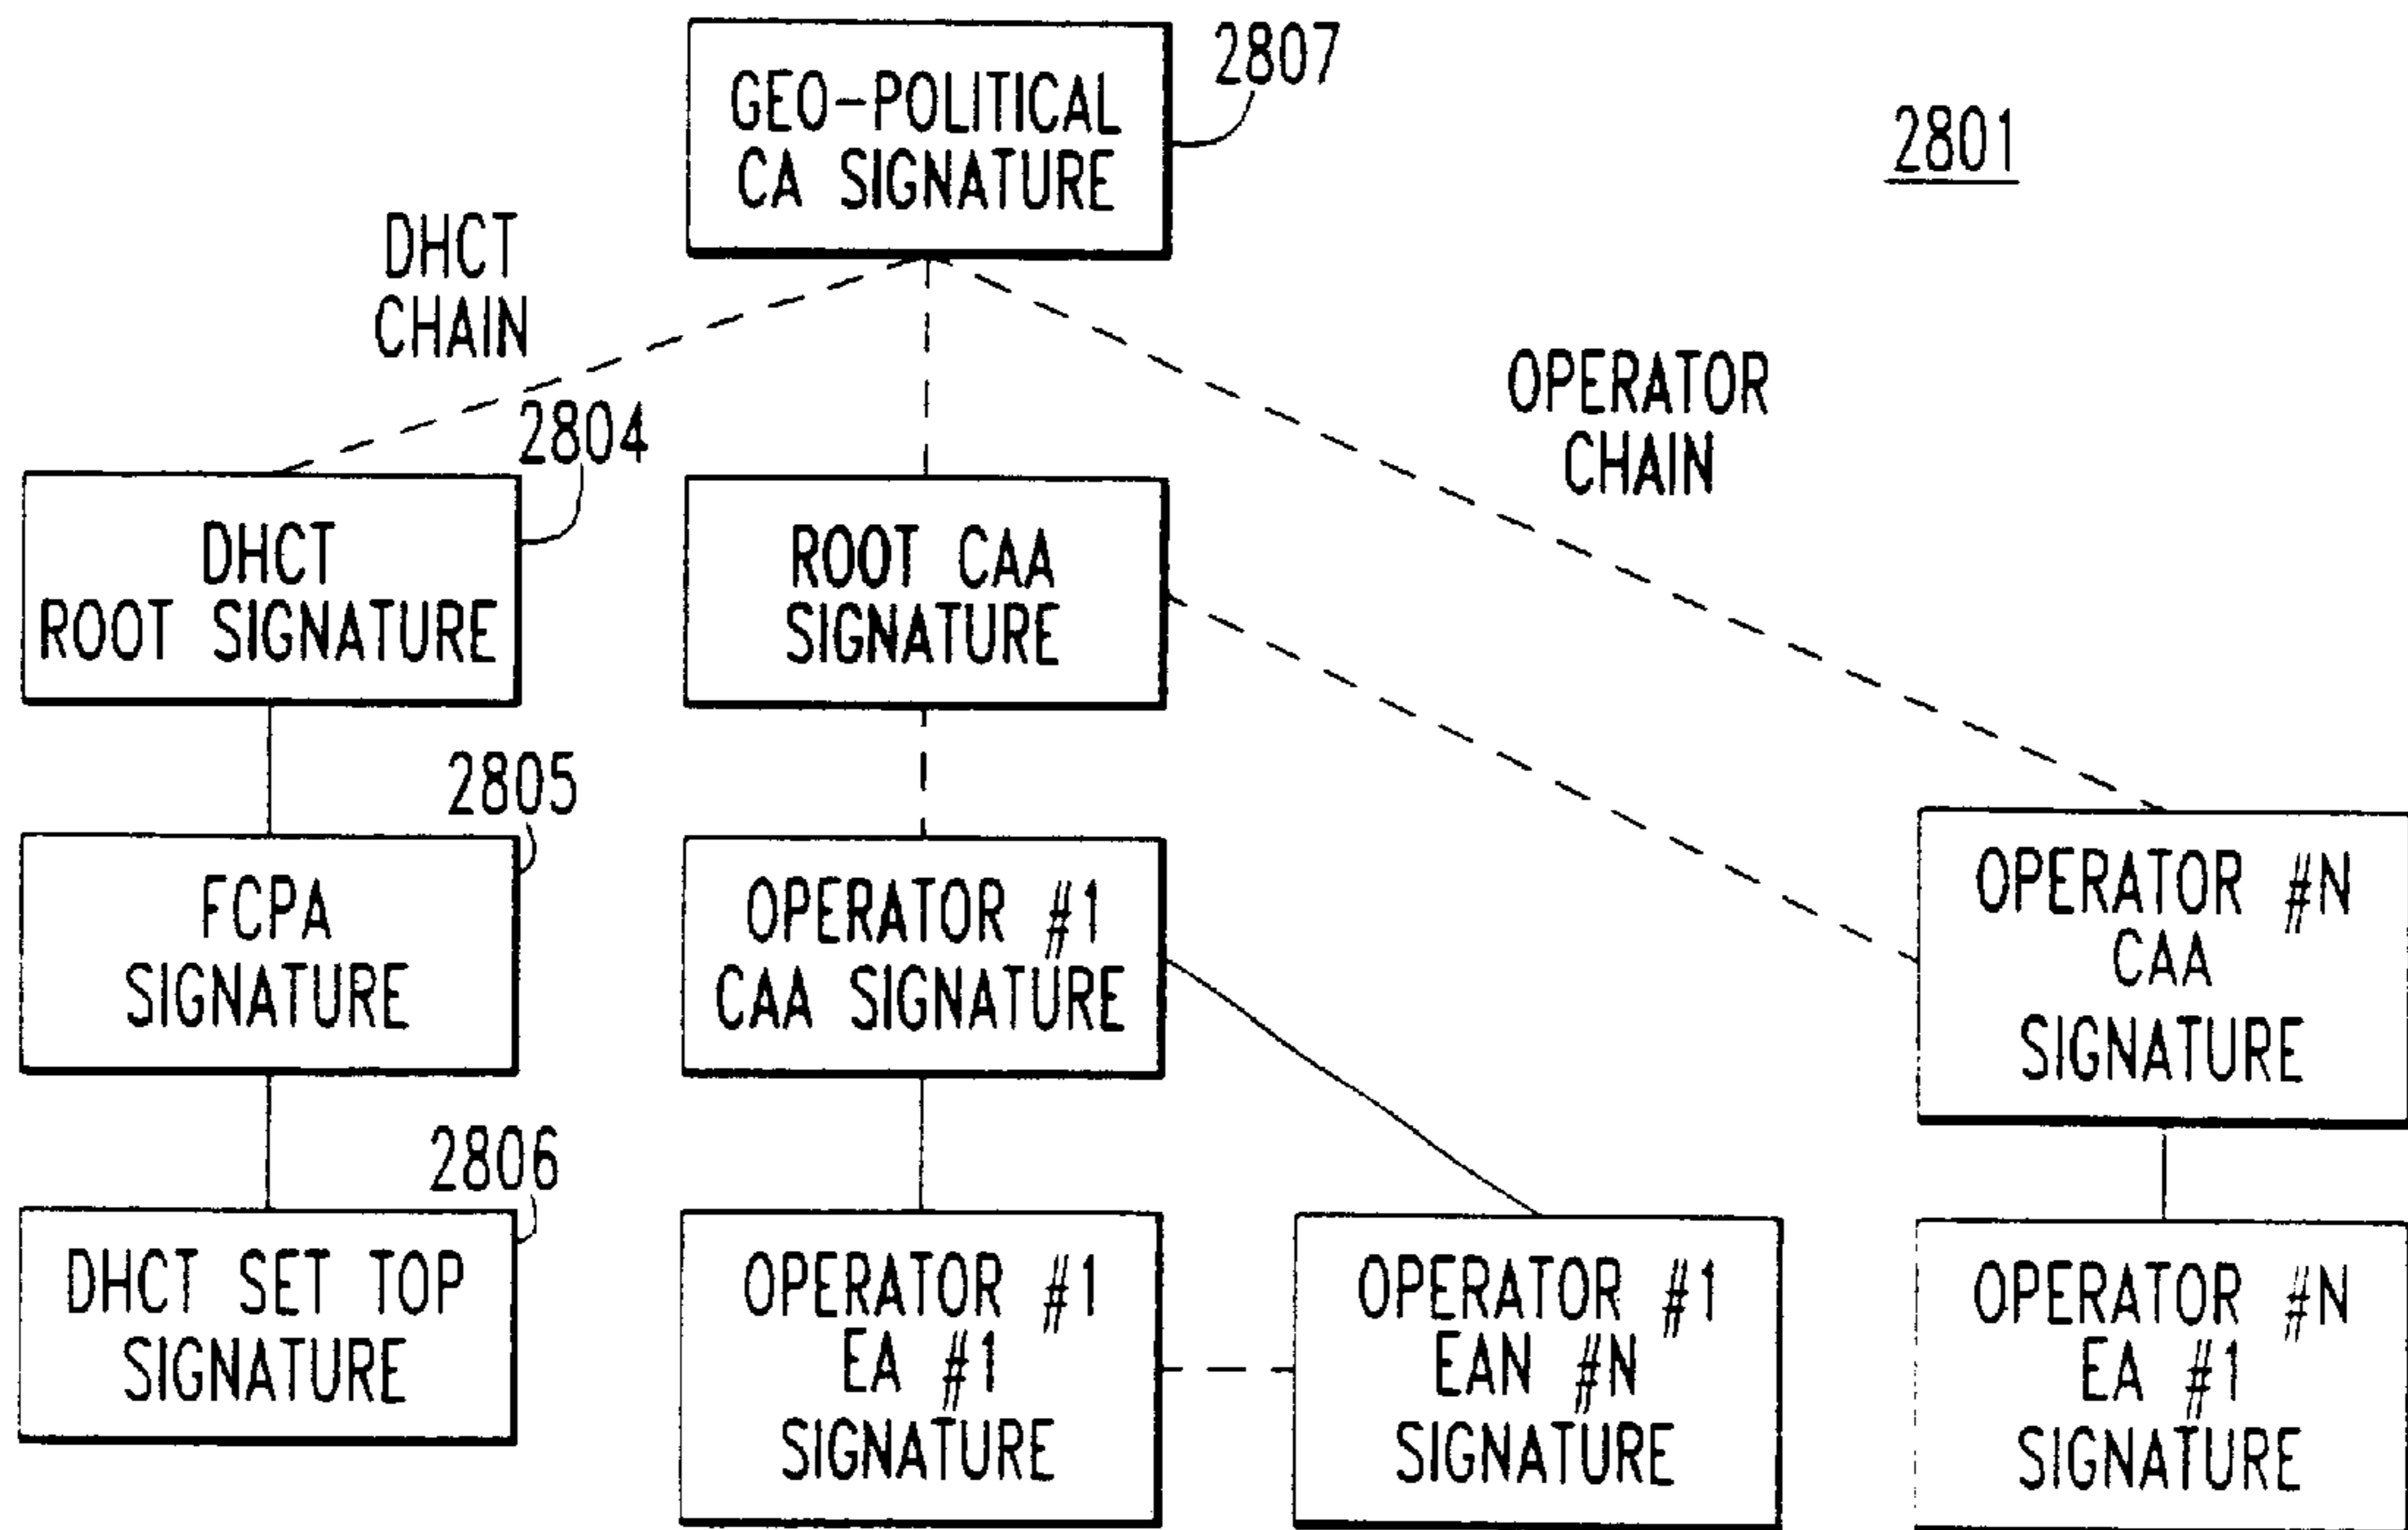 GEO-POLITICAL
CA SIGNATURE
2807
2801
DHCT
CHAIN
OPERATOR
CHAIN
2804
DHCT
ROOT SIGNATURE
ROOT CAA
SIGNATURE
2805
FCPA
SIGNATURE
OPERATOR #1
CAA SIGNATURE
OPERATOR #N
CAA
SIGNATURE
2806
DHCT SET TOP
SIGNATURE
OPERATOR #1
EA #1
SIGNATURE
OPERATOR #1
EAN #N
SIGNATURE
OPERATOR #N
EA #1
SIGNATURE